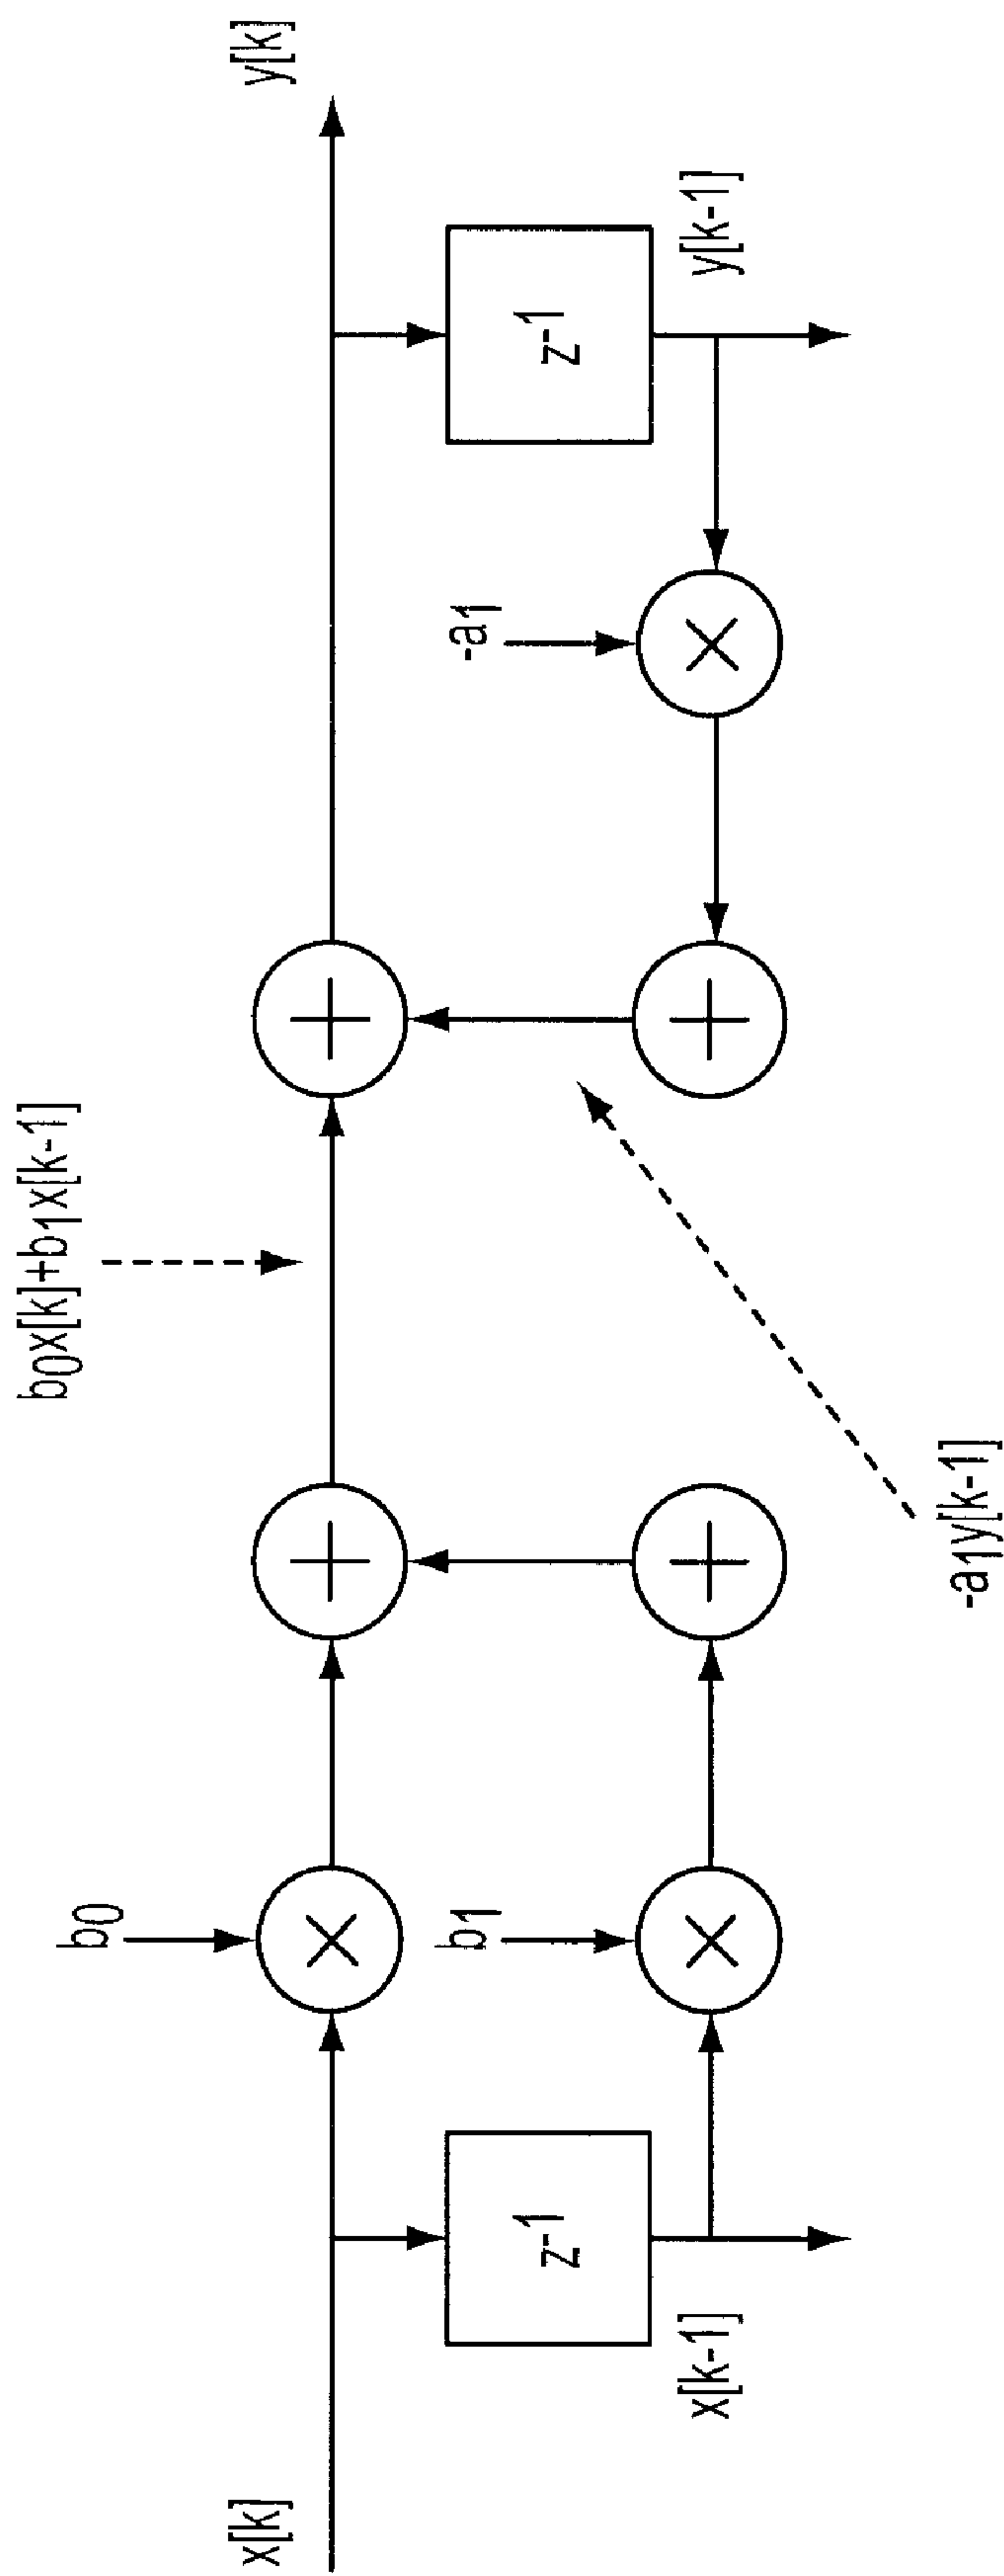 b0x[k]+b1x[k-1]
x[k]
b0
y[k]
b1
-a1
z-1
z-1
x[k-1]
y[k-1]
-a1y[k-1]